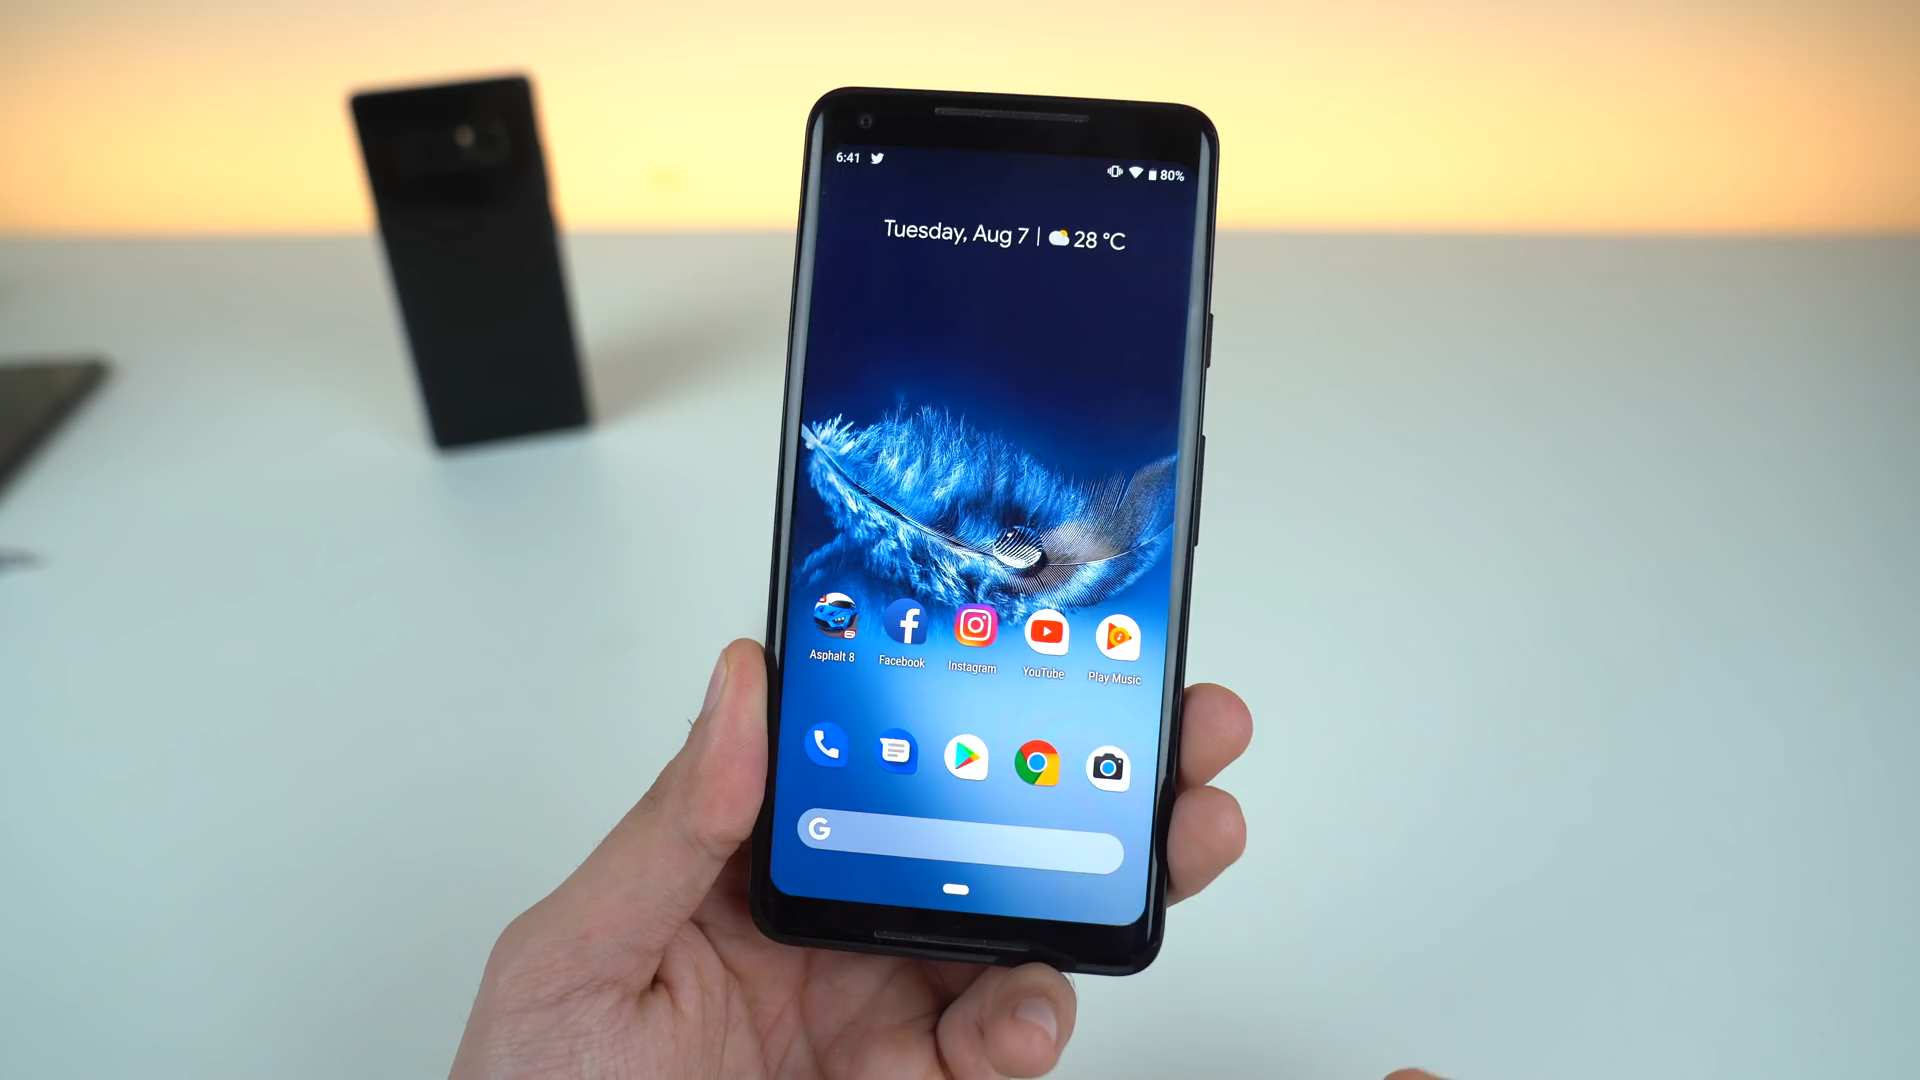 6:41
80%
Tuesday, Aug 7 | 28 °C
Asphalt 8
Facebook
Instagram
YouTube
Play Music
G